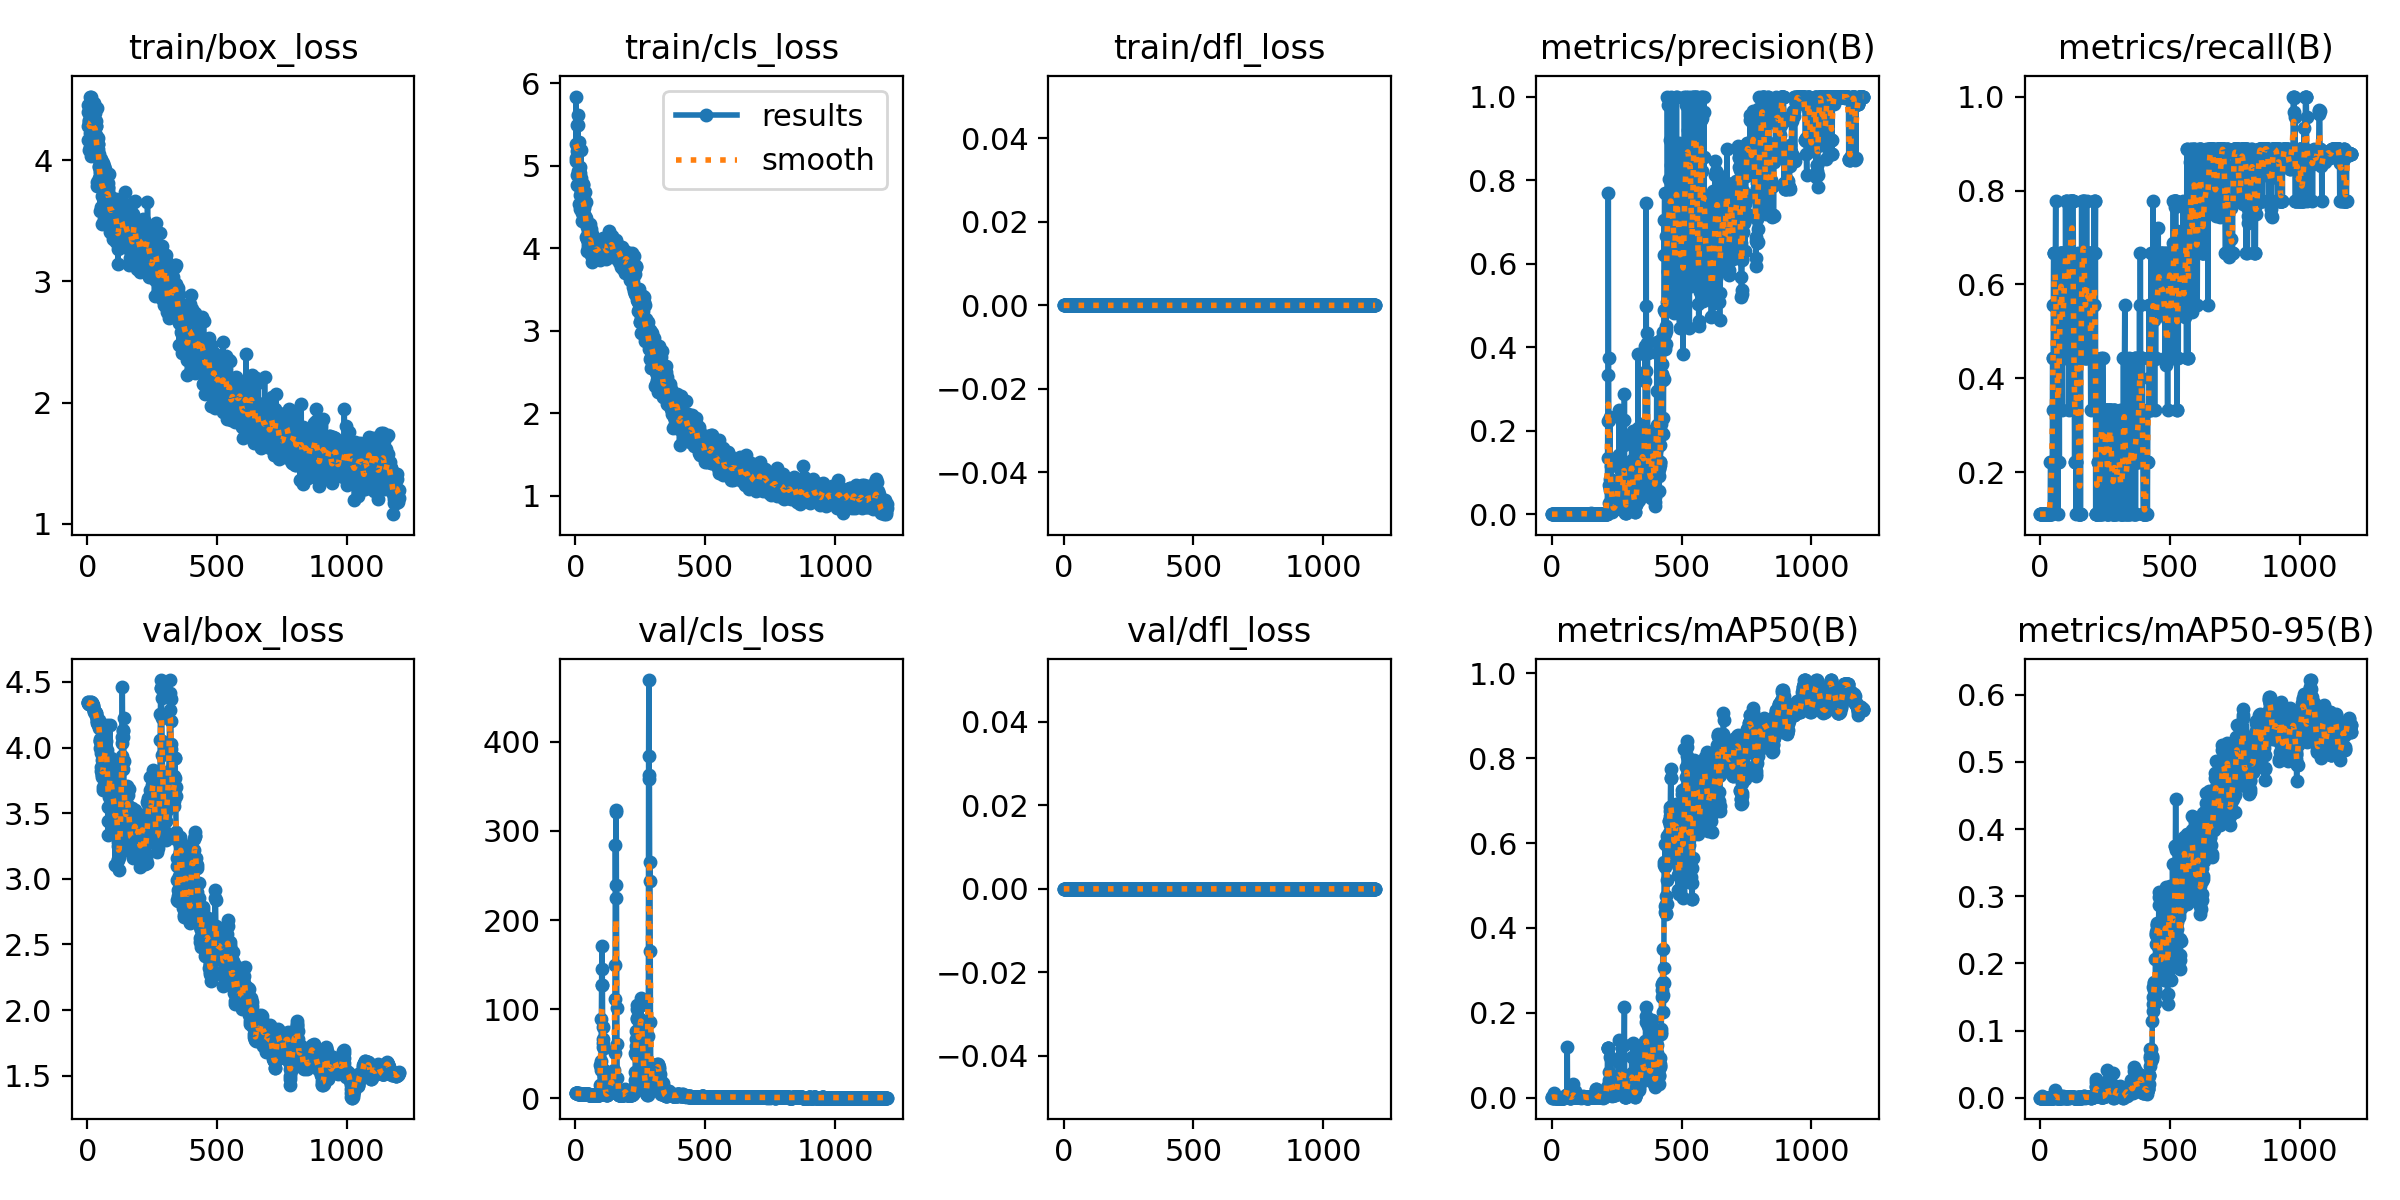 train/box_loss
4
3
2
1
0 500 1000
train/cls_loss
results
smooth
6
5
4
3
2
1
0 500 1000
train/dfl_loss
0.04
0.02
0.00
−0.02
−0.04
0 500 1000
metrics/precision(B)
1.0
0.8
0.6
0.4
0.2
0.0
0 500 1000
metrics/recall(B)
1.0
0.8
0.6
0.4
0.2
0 500 1000
val/box_loss
4.5
4.0
3.5
3.0
2.5
2.0
1.5
0 500 1000
val/cls_loss
400
300
200
100
0
0 500 1000
val/dfl_loss
0.04
0.02
0.00
−0.02
−0.04
0 500 1000
metrics/mAP50(B)
1.0
0.8
0.6
0.4
0.2
0.0
0 500 1000
metrics/mAP50-95(B)
0.6
0.5
0.4
0.3
0.2
0.1
0.0
0 500 1000